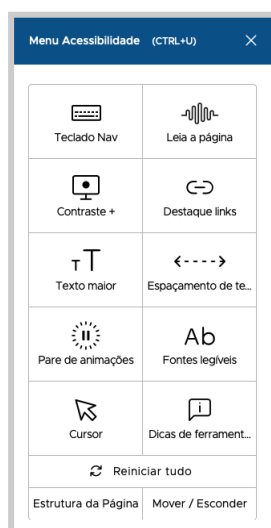 Menu Acessibilidade (CTRL+U)
Teclado Nav
Leia a página
Contraste +
Destaque links
Texto maior
Espaçamento de te...
Pare de animações
Ab
Fontes legíveis
Cursor
Dicas de ferrament...
Reiniciar tudo
Estrutura da Página
Mover / Esconder